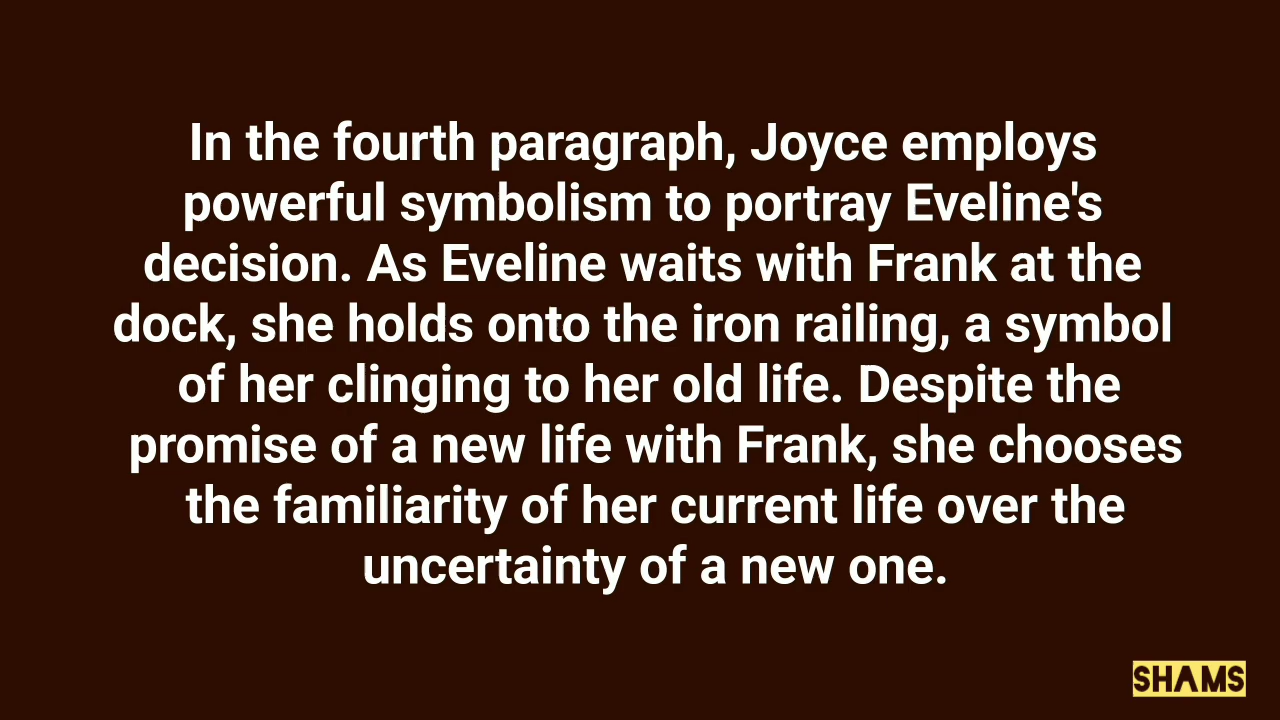 In the fourth paragraph, Joyce employs
powerful symbolism to portray Eveline's
decision. As Eveline waits with Frank at the
dock, she holds onto the iron railing, a symbol
of her clinging to her old life. Despite the
promise of a new life with Frank, she chooses
the familiarity of her current life over the
uncertainty of a new one.
SHAMS